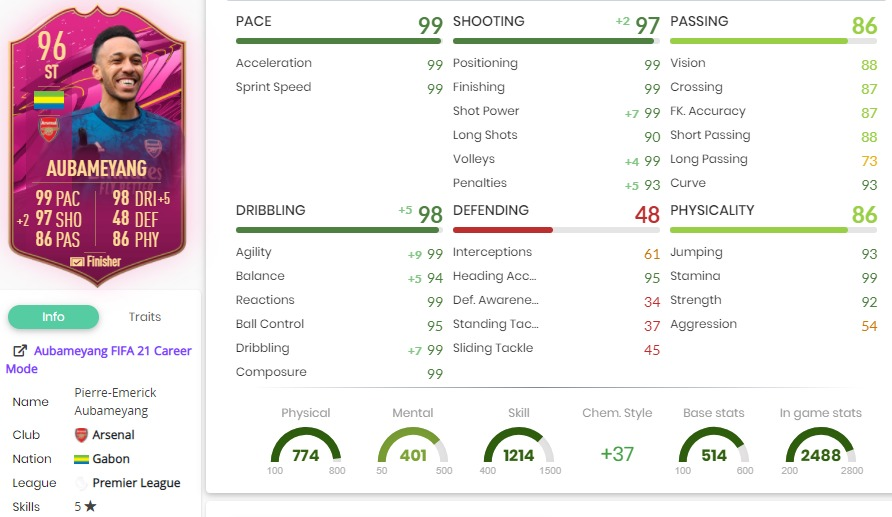 96
ST
AUBAMEYANG
99 PAC 98 DRI+5
+2 97 SHO 48 DEF
86 PAS 86 PHY
Finisher
Info Traits
Aubameyang FIFA 21 Career
Mode
Name Pierre-Emerick
Aubameyang
Club Arsenal
Nation Gabon
League Premier League
Skills 5★
PACE 99
Acceleration 99
Sprint Speed 99
SHOOTING +2 97
Positioning 99
Finishing 99
Shot Power +7 99
Long Shots 90
Volleys +4 99
Penalties +5 93
PASSING 86
Vision 88
Crossing 87
FK. Accuracy 87
Short Passing 88
Long Passing 73
Curve 93
DRIBBLING +5 98
Agility +9 99
Balance +5 94
Reactions 99
Ball Control 95
Dribbling +7 99
Composure 99
DEFENDING 48
Interceptions 61
Heading Acc... 95
Def. Awarene... 34
Standing Tac... 37
Sliding Tackle 45
PHYSICALITY 86
Jumping 93
Stamina 99
Strength 92
Aggression 54
Physical Mental Skill Chem. Style Base stats In game stats
774 401 1214 +37 514 2488
100 800 50 500 400 1500 100 600 200 2800